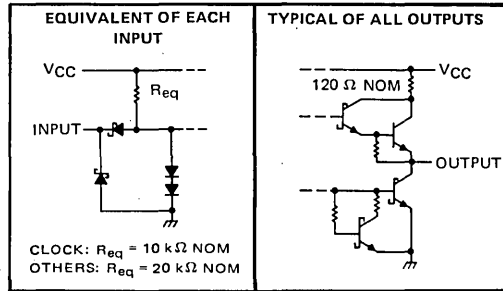 EQUIVALENT OF EACH
INPUT
VCC
Req
INPUT
CLOCK: Req = 10 kΩ NOM
OTHERS: Req = 20 kΩ NOM
TYPICAL OF ALL OUTPUTS
VCC
120 Ω NOM
OUTPUT